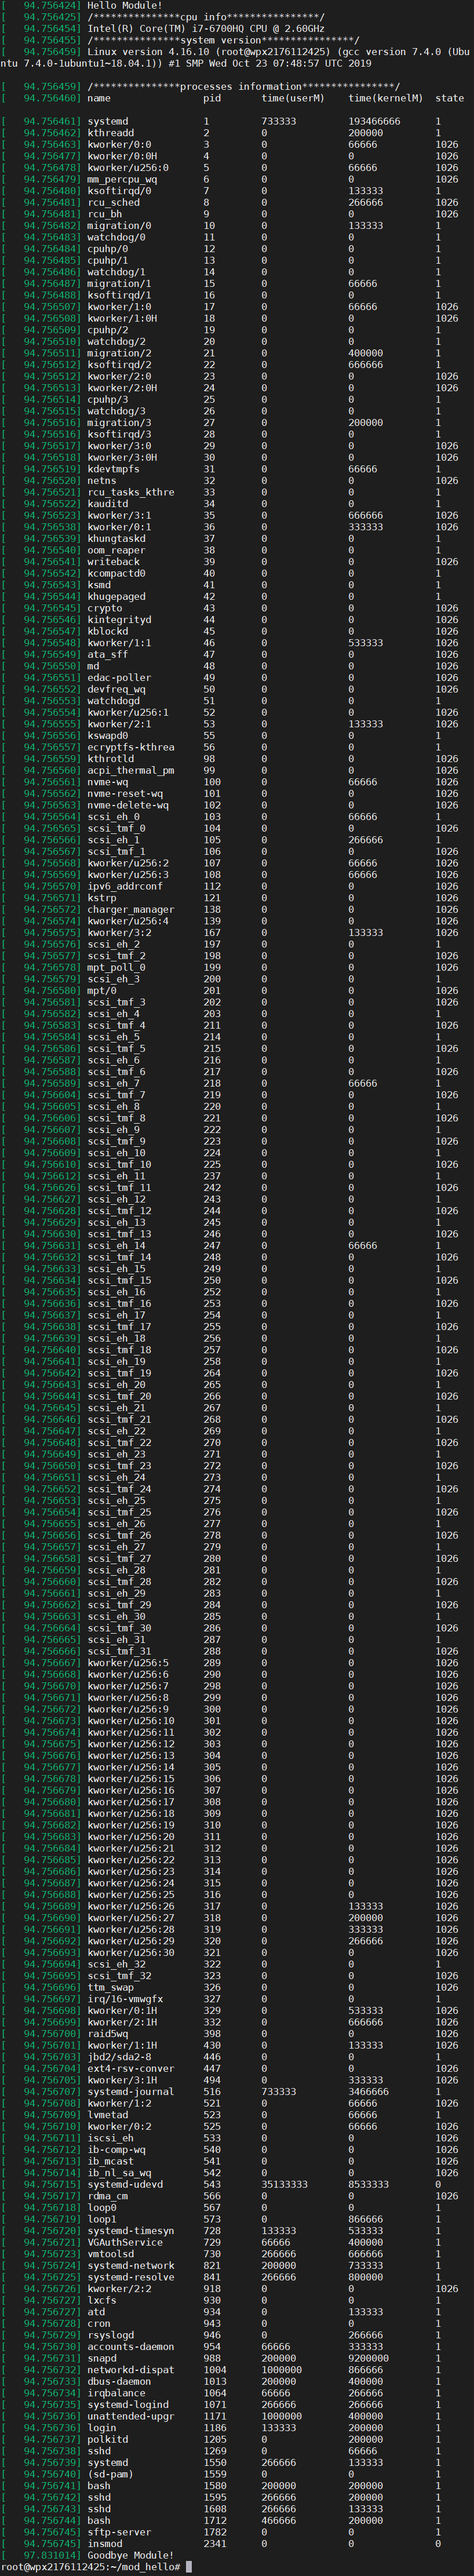 [   94.756424] Hello Module!
[   94.756425] /***************cpu info****************/
[   94.756454] Intel(R) Core(TM) i7-6700HQ CPU @ 2.60GHz
[   94.756455] /***************system version****************/
[   94.756459] Linux version 4.16.10 (root@wpx2176112425) (gcc version 7.4.0 (Ubu
ntu 7.4.0-1ubuntu1~18.04.1)) #1 SMP Wed Oct 23 07:48:57 UTC 2019
[   94.756459] /***************processes information****************/
[   94.756460] name pid time(userM) time(kernelM) state
[   94.756461] systemd 1 733333 193466666 1
[   94.756462] kthreadd 2 0 200000 1
[   94.756463] kworker/0:0 3 0 66666 1026
[   94.756477] kworker/0:0H 4 0 0 1026
[   94.756478] kworker/u256:0 5 0 66666 1026
[   94.756479] mm_percpu_wq 6 0 0 1026
[   94.756480] ksoftirqd/0 7 0 133333 1
[   94.756481] rcu_sched 8 0 266666 1026
[   94.756481] rcu_bh 9 0 0 1026
[   94.756482] migration/0 10 0 133333 1
[   94.756483] watchdog/0 11 0 0 1
[   94.756484] cpuhp/0 12 0 0 1
[   94.756485] cpuhp/1 13 0 0 1
[   94.756486] watchdog/1 14 0 0 1
[   94.756487] migration/1 15 0 66666 1
[   94.756488] ksoftirqd/1 16 0 0 1
[   94.756507] kworker/1:0 17 0 66666 1026
[   94.756508] kworker/1:0H 18 0 0 1026
[   94.756509] cpuhp/2 19 0 0 1
[   94.756510] watchdog/2 20 0 0 1
[   94.756511] migration/2 21 0 400000 1
[   94.756512] ksoftirqd/2 22 0 666666 1
[   94.756512] kworker/2:0 23 0 0 1026
[   94.756513] kworker/2:0H 24 0 0 1026
[   94.756514] cpuhp/3 25 0 0 1
[   94.756515] watchdog/3 26 0 0 1
[   94.756516] migration/3 27 0 200000 1
[   94.756516] ksoftirqd/3 28 0 0 1
[   94.756517] kworker/3:0 29 0 0 1026
[   94.756518] kworker/3:0H 30 0 0 1026
[   94.756519] kdevtmpfs 31 0 66666 1
[   94.756520] netns 32 0 0 1026
[   94.756521] rcu_tasks_kthre 33 0 0 1
[   94.756522] kauditd 34 0 0 1
[   94.756523] kworker/3:1 35 0 666666 1026
[   94.756538] kworker/0:1 36 0 333333 1026
[   94.756539] khungtaskd 37 0 0 1
[   94.756540] oom_reaper 38 0 0 1
[   94.756541] writeback 39 0 0 1026
[   94.756542] kcompactd0 40 0 0 1
[   94.756543] ksmd 41 0 0 1
[   94.756544] khugepaged 42 0 0 1
[   94.756545] crypto 43 0 0 1026
[   94.756546] kintegrityd 44 0 0 1026
[   94.756547] kblockd 45 0 0 1026
[   94.756548] kworker/1:1 46 0 533333 1026
[   94.756549] ata_sff 47 0 0 1026
[   94.756550] md 48 0 0 1026
[   94.756551] edac-poller 49 0 0 1026
[   94.756552] devfreq_wq 50 0 0 1026
[   94.756553] watchdogd 51 0 0 1
[   94.756554] kworker/u256:1 52 0 0 1026
[   94.756555] kworker/2:1 53 0 133333 1026
[   94.756556] kswapd0 55 0 0 1
[   94.756557] ecryptfs-kthrea 56 0 0 1
[   94.756559] kthrotld 98 0 0 1026
[   94.756560] acpi_thermal_pm 99 0 0 1026
[   94.756561] nvme-wq 100 0 66666 1026
[   94.756562] nvme-reset-wq 101 0 0 1026
[   94.756563] nvme-delete-wq 102 0 0 1026
[   94.756564] scsi_eh_0 103 0 66666 1
[   94.756565] scsi_tmf_0 104 0 0 1026
[   94.756566] scsi_eh_1 105 0 266666 1
[   94.756567] scsi_tmf_1 106 0 0 1026
[   94.756568] kworker/u256:2 107 0 66666 1026
[   94.756569] kworker/u256:3 108 0 66666 1026
[   94.756570] ipv6_addrconf 112 0 0 1026
[   94.756571] kstrp 121 0 0 1026
[   94.756572] charger_manager 138 0 0 1026
[   94.756574] kworker/u256:4 139 0 0 1026
[   94.756575] kworker/3:2 167 0 133333 1026
[   94.756576] scsi_eh_2 197 0 0 1
[   94.756577] scsi_tmf_2 198 0 0 1026
[   94.756578] mpt_poll_0 199 0 0 1026
[   94.756579] scsi_eh_3 200 0 0 1
[   94.756580] mpt/0 201 0 0 1026
[   94.756581] scsi_tmf_3 202 0 0 1026
[   94.756582] scsi_eh_4 203 0 0 1
[   94.756583] scsi_tmf_4 211 0 0 1026
[   94.756584] scsi_eh_5 214 0 0 1
[   94.756586] scsi_tmf_5 215 0 0 1026
[   94.756587] scsi_eh_6 216 0 0 1
[   94.756588] scsi_tmf_6 217 0 0 1026
[   94.756589] scsi_eh_7 218 0 66666 1
[   94.756604] scsi_tmf_7 219 0 0 1026
[   94.756605] scsi_eh_8 220 0 0 1
[   94.756606] scsi_tmf_8 221 0 0 1026
[   94.756607] scsi_eh_9 222 0 0 1
[   94.756608] scsi_tmf_9 223 0 0 1026
[   94.756609] scsi_eh_10 224 0 0 1
[   94.756610] scsi_tmf_10 225 0 0 1026
[   94.756612] scsi_eh_11 237 0 0 1
[   94.756626] scsi_tmf_11 242 0 0 1026
[   94.756627] scsi_eh_12 243 0 0 1
[   94.756628] scsi_tmf_12 244 0 0 1026
[   94.756629] scsi_eh_13 245 0 0 1
[   94.756630] scsi_tmf_13 246 0 0 1026
[   94.756631] scsi_eh_14 247 0 66666 1
[   94.756632] scsi_tmf_14 248 0 0 1026
[   94.756633] scsi_eh_15 249 0 0 1
[   94.756634] scsi_tmf_15 250 0 0 1026
[   94.756635] scsi_eh_16 252 0 0 1
[   94.756636] scsi_tmf_16 253 0 0 1026
[   94.756637] scsi_eh_17 254 0 0 1
[   94.756638] scsi_tmf_17 255 0 0 1026
[   94.756639] scsi_eh_18 256 0 0 1
[   94.756640] scsi_tmf_18 257 0 0 1026
[   94.756641] scsi_eh_19 258 0 0 1
[   94.756642] scsi_tmf_19 264 0 0 1026
[   94.756643] scsi_eh_20 265 0 0 1
[   94.756644] scsi_tmf_20 266 0 0 1026
[   94.756645] scsi_eh_21 267 0 0 1
[   94.756646] scsi_tmf_21 268 0 0 1026
[   94.756647] scsi_eh_22 269 0 0 1
[   94.756648] scsi_tmf_22 270 0 0 1026
[   94.756649] scsi_eh_23 271 0 0 1
[   94.756650] scsi_tmf_23 272 0 0 1026
[   94.756651] scsi_eh_24 273 0 0 1
[   94.756652] scsi_tmf_24 274 0 0 1026
[   94.756653] scsi_eh_25 275 0 0 1
[   94.756654] scsi_tmf_25 276 0 0 1026
[   94.756655] scsi_eh_26 277 0 0 1
[   94.756656] scsi_tmf_26 278 0 0 1026
[   94.756657] scsi_eh_27 279 0 0 1
[   94.756658] scsi_tmf_27 280 0 0 1026
[   94.756659] scsi_eh_28 281 0 0 1
[   94.756660] scsi_tmf_28 282 0 0 1026
[   94.756661] scsi_eh_29 283 0 0 1
[   94.756662] scsi_tmf_29 284 0 0 1026
[   94.756663] scsi_eh_30 285 0 0 1
[   94.756664] scsi_tmf_30 286 0 0 1026
[   94.756665] scsi_eh_31 287 0 0 1
[   94.756666] scsi_tmf_31 288 0 0 1026
[   94.756667] kworker/u256:5 289 0 0 1026
[   94.756668] kworker/u256:6 290 0 0 1026
[   94.756670] kworker/u256:7 298 0 0 1026
[   94.756671] kworker/u256:8 299 0 0 1026
[   94.756672] kworker/u256:9 300 0 0 1026
[   94.756673] kworker/u256:10 301 0 0 1026
[   94.756674] kworker/u256:11 302 0 0 1026
[   94.756675] kworker/u256:12 303 0 0 1026
[   94.756676] kworker/u256:13 304 0 0 1026
[   94.756677] kworker/u256:14 305 0 0 1026
[   94.756678] kworker/u256:15 306 0 0 1026
[   94.756679] kworker/u256:16 307 0 0 1026
[   94.756680] kworker/u256:17 308 0 0 1026
[   94.756681] kworker/u256:18 309 0 0 1026
[   94.756682] kworker/u256:19 310 0 0 1026
[   94.756683] kworker/u256:20 311 0 0 1026
[   94.756684] kworker/u256:21 312 0 0 1026
[   94.756685] kworker/u256:22 313 0 0 1026
[   94.756686] kworker/u256:23 314 0 0 1026
[   94.756687] kworker/u256:24 315 0 0 1026
[   94.756688] kworker/u256:25 316 0 0 1026
[   94.756689] kworker/u256:26 317 0 133333 1026
[   94.756690] kworker/u256:27 318 0 200000 1026
[   94.756691] kworker/u256:28 319 0 333333 1026
[   94.756692] kworker/u256:29 320 0 266666 1026
[   94.756693] kworker/u256:30 321 0 0 1026
[   94.756694] scsi_eh_32 322 0 0 1
[   94.756695] scsi_tmf_32 323 0 0 1026
[   94.756696] ttm_swap 326 0 0 1026
[   94.756697] irq/16-vmwgfx 327 0 0 1
[   94.756698] kworker/0:1H 329 0 533333 1026
[   94.756699] kworker/2:1H 332 0 666666 1026
[   94.756700] raid5wq 398 0 0 1026
[   94.756701] kworker/1:1H 430 0 133333 1026
[   94.756703] jbd2/sda2-8 446 0 0 1
[   94.756704] ext4-rsv-conver 447 0 0 1026
[   94.756705] kworker/3:1H 494 0 333333 1026
[   94.756707] systemd-journal 516 733333 3466666 1
[   94.756708] kworker/1:2 521 0 66666 1026
[   94.756709] lvmetad 523 0 66666 1
[   94.756710] kworker/0:2 525 0 66666 1026
[   94.756711] iscsi_eh 533 0 0 1026
[   94.756712] ib-comp-wq 540 0 0 1026
[   94.756713] ib_mcast 541 0 0 1026
[   94.756714] ib_nl_sa_wq 542 0 0 1026
[   94.756715] systemd-udevd 543 35133333 8533333 0
[   94.756717] rdma_cm 566 0 0 1026
[   94.756718] loop0 567 0 0 1
[   94.756719] loop1 573 0 866666 1
[   94.756720] systemd-timesyn 728 133333 533333 1
[   94.756721] VGAuthService 729 66666 400000 1
[   94.756723] vmtoolsd 730 266666 666666 1
[   94.756724] systemd-network 821 200000 733333 1
[   94.756725] systemd-resolve 841 266666 800000 1
[   94.756726] kworker/2:2 918 0 0 1026
[   94.756727] lxcfs 930 0 0 1
[   94.756727] atd 934 0 133333 1
[   94.756728] cron 943 0 0 1
[   94.756729] rsyslogd 946 0 266666 1
[   94.756730] accounts-daemon 954 66666 333333 1
[   94.756731] snapd 988 200000 9200000 1
[   94.756732] networkd-dispat 1004 1000000 866666 1
[   94.756733] dbus-daemon 1013 200000 400000 1
[   94.756734] irqbalance 1064 66666 266666 1
[   94.756735] systemd-logind 1071 266666 266666 1
[   94.756736] unattended-upgr 1171 1000000 400000 1
[   94.756736] login 1186 133333 200000 1
[   94.756737] polkitd 1205 0 200000 1
[   94.756738] sshd 1269 0 66666 1
[   94.756739] systemd 1550 266666 133333 1
[   94.756740] (sd-pam) 1559 0 0 1
[   94.756741] bash 1580 200000 200000 1
[   94.756742] sshd 1595 266666 200000 1
[   94.756743] sshd 1608 266666 133333 1
[   94.756744] bash 1712 466666 200000 1
[   94.756745] sftp-server 1782 0 0 1
[   94.756745] insmod 2341 0 0 0
[   97.831014] Goodbye Module!
root@wpx2176112425:~/mod_hello#